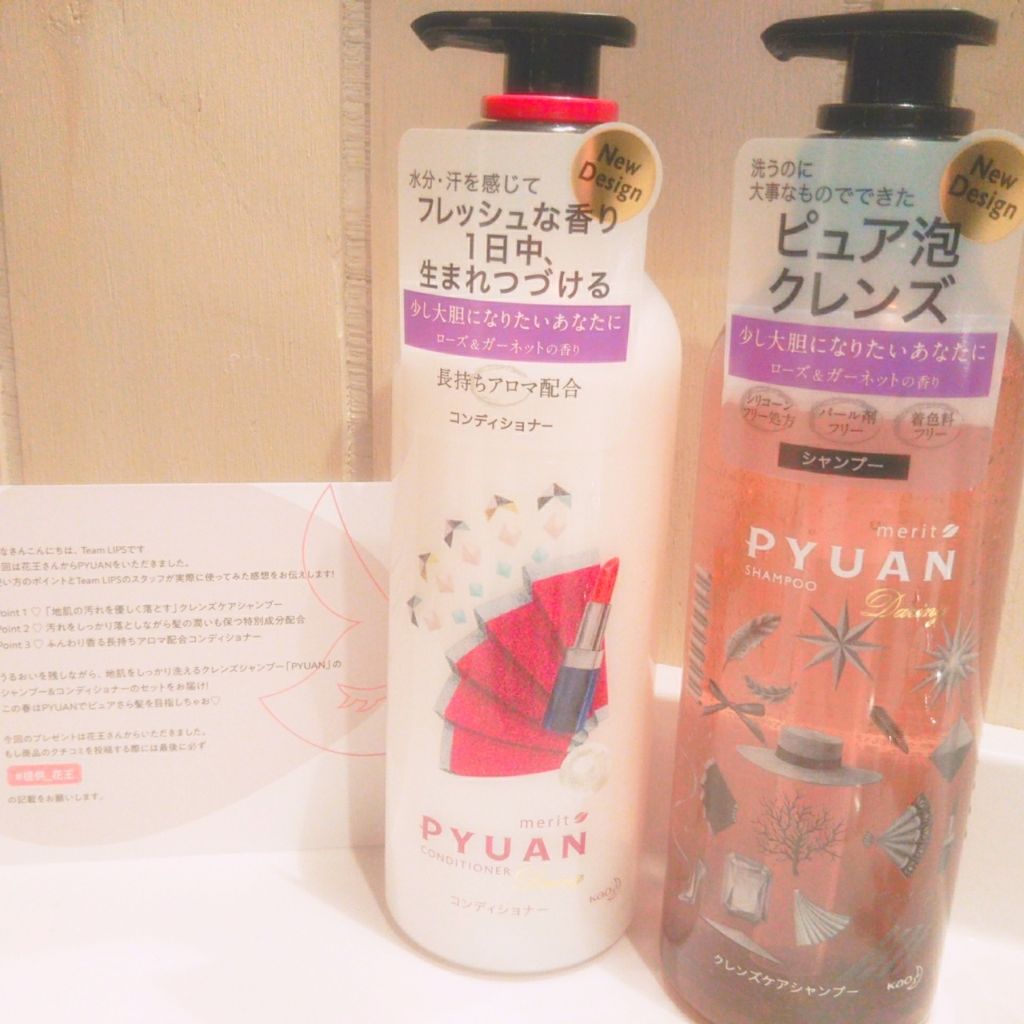 水分・汗を感じて
フレッシュな香り
1日中、
生まれつづける
New
Design
少し大胆になりたいあなたに
ローズ&ガーネットの香り
長持ちアロマ配合
コンディショナー
merit
PYUAN
CONDITIONER
コンディショナー
Kao
洗うのに
大事なものでできた
ピュア泡
クレンズ
New
Design
少し大胆になりたいあなたに
ローズ&ガーネットの香り
シリコーン
フリー処方
パール剤
フリー
着色料
フリー
シャンプー
merit
PYUAN
SHAMPOO
Daring
クレンズケアシャンプー
Kao
なさんこんにちは、Team LIPSです
回は花王さんからPYUANをいただきました。
い方のポイントとTeam LIPSのスタッフが実際に使ってみた感想をお伝えします!
Point 1 ♡「地肌の汚れを優しく落とす」クレンズケアシャンプー
Point 2 ♡ 汚れをしっかり落としながら髪の潤いも保つ特別成分配合
Point 3 ♡ ふんわり香る長持ちアロマ配合コンディショナー
うるおいを残しながら、地肌をしっかり洗えるクレンズシャンプー「PYUAN」の
シャンプー&コンディショナーのセットをお届け!
この春はPYUANでピュアさら髪を目指しちゃお♡
今回のプレゼントは花王さんからいただきました。
もし商品のクチコミを投稿する際には最後に必ず
#提供_花王
の記載をお願いします。